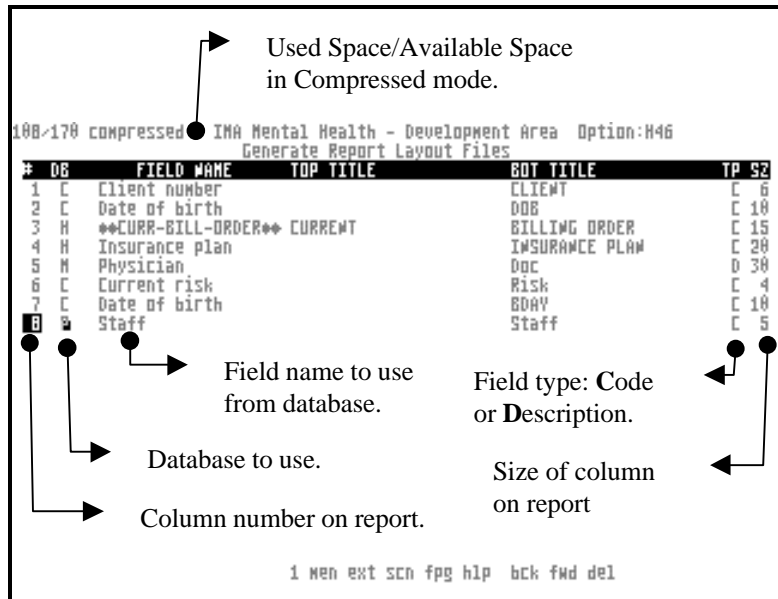 Used Space/Available Space
in Compressed mode.
108/170 compressed IMA Mental Health - Development Area Option:H46
Generate Report Layout Files
# DB FIELD NAME TOP TITLE BOT TITLE TP SZ
1 C Client number CLIENT C 6
2 C Date of birth DOB C 10
3 H **CURR-BILL-ORDER** CURRENT BILLING ORDER C 15
4 H Insurance plan INSURANCE PLAN C 20
5 M Physician Doc D 30
6 C Current risk Risk C 4
7 C Date of birth BDAY C 10
8 Staff Staff C 5
Field name to use
from database.
Field type: Code
or Description.
Database to use.
Size of column
on report
Column number on report.
1 men ext scn fpg hlp bck fwd del